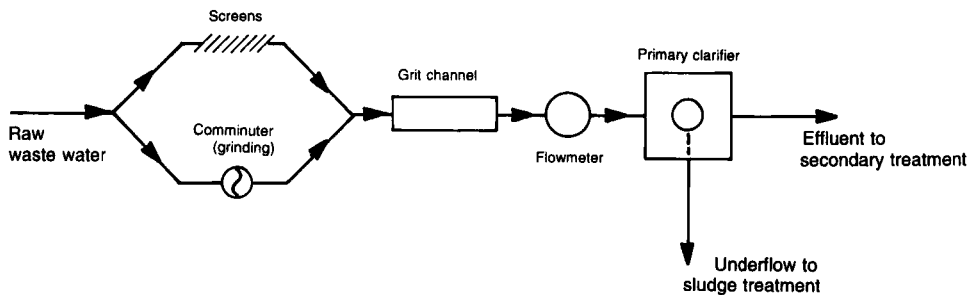 Screens
Raw
waste water
Comminuter
(grinding)
Grit channel
Flowmeter
Primary clarifier
Effluent to
secondary treatment
Underflow to
sludge treatment